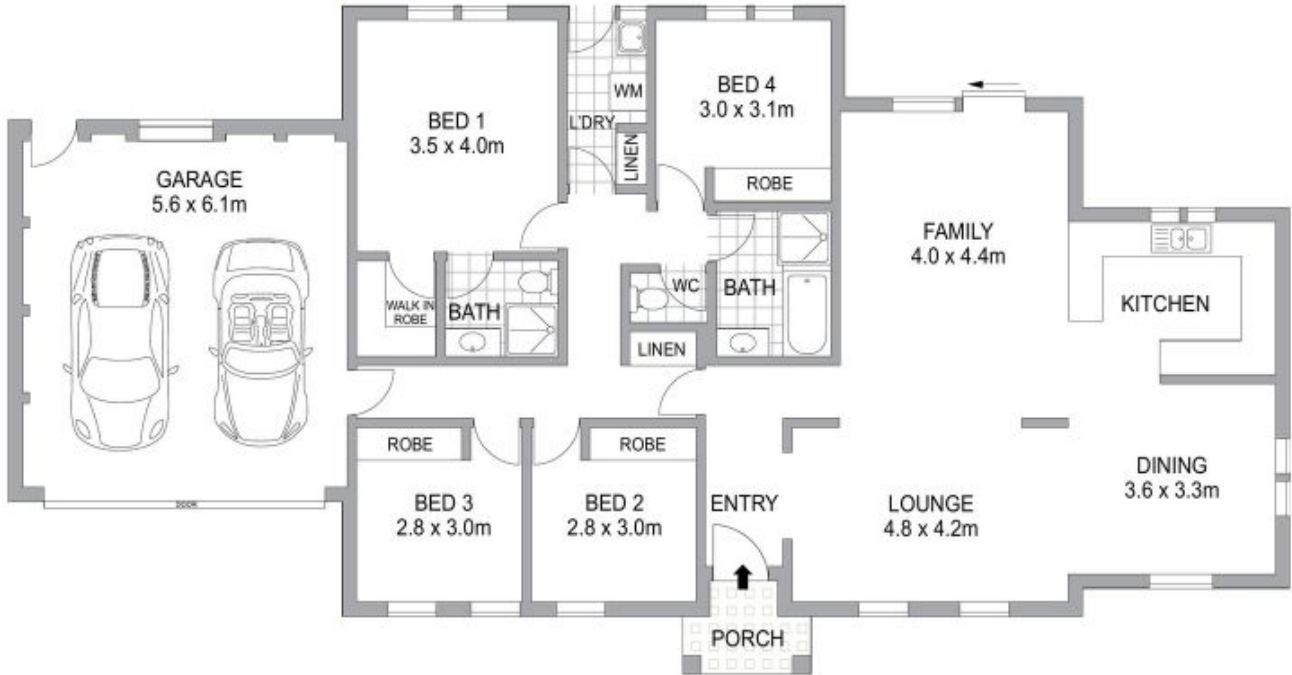 BED 1
3.5 x 4.0m
WM
L'DRY
LINEN
BED 4
3.0 x 3.1m
ROBE
GARAGE
5.6 x 6.1m
FAMILY
4.0 x 4.4m
WALK IN
ROBE
BATH
WC
BATH
KITCHEN
LINEN
ROBE
ROBE
BED 3
2.8 x 3.0m
BED 2
2.8 x 3.0m
ENTRY
LOUNGE
4.8 x 4.2m
DINING
3.6 x 3.3m
DOOR
PORCH